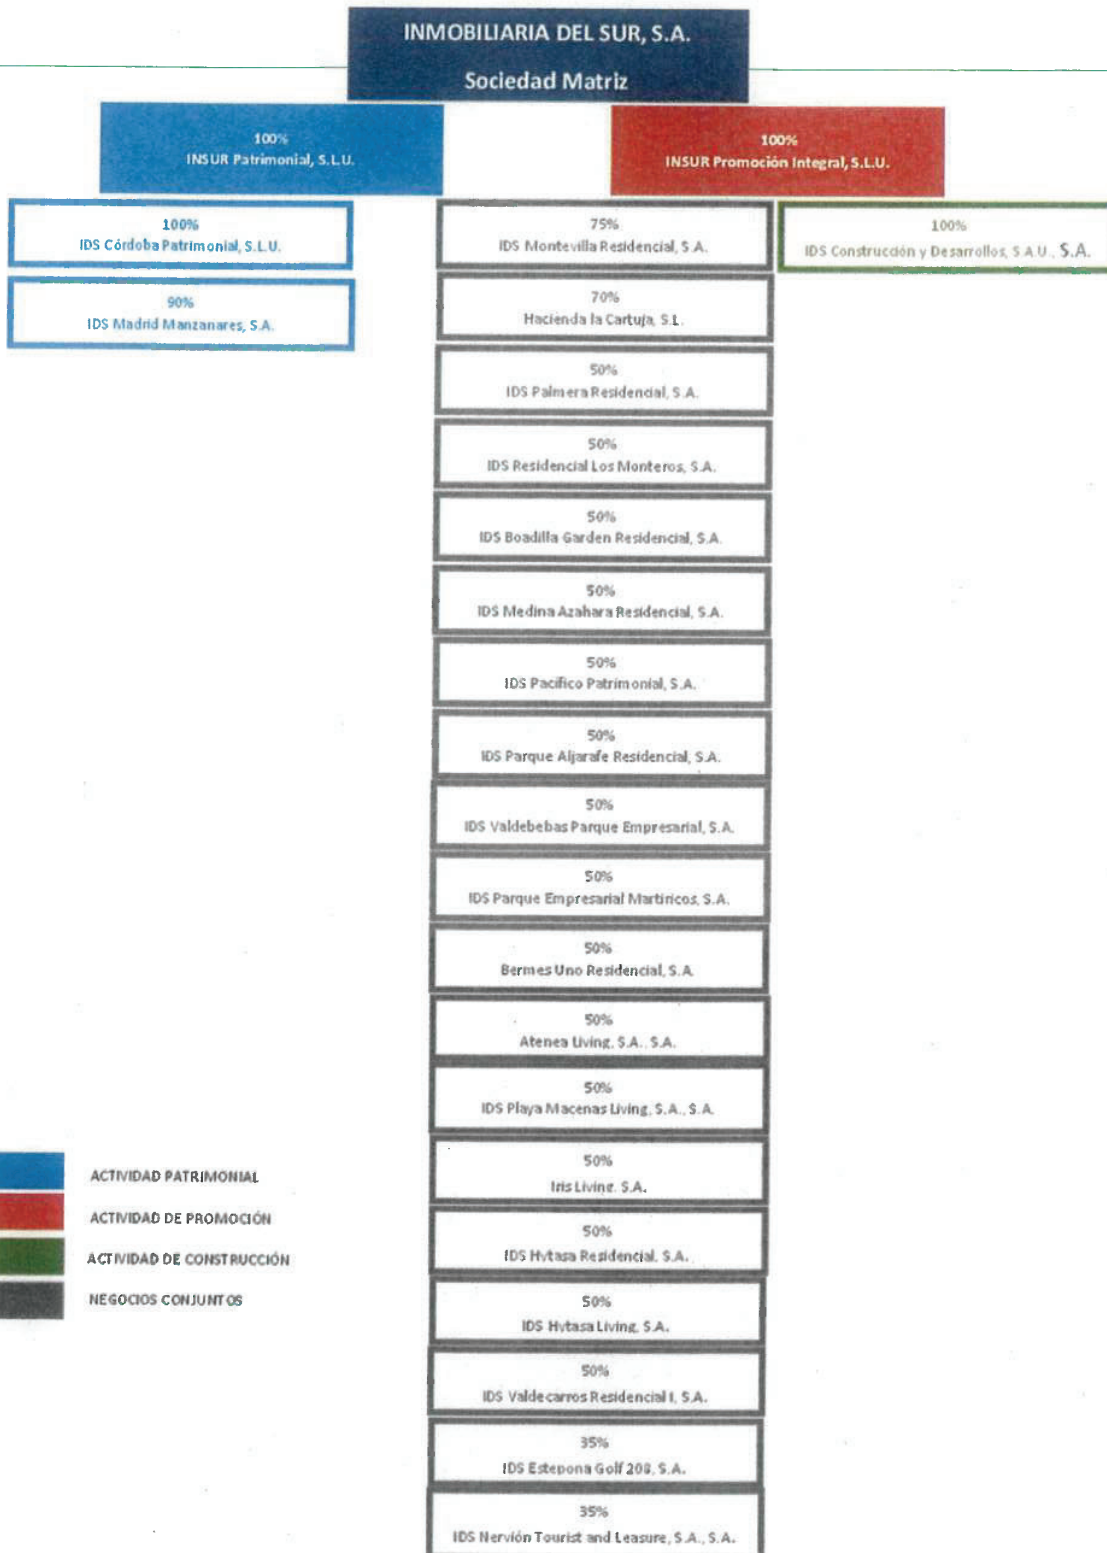 INMOBILIARIA DEL SUR, S.A.
Sociedad Matriz
100%
INSUR Patrimonial, S.L.U.
100%
INSUR Promoción Integral, S.L.U.
100%
IDS Córdoba Patrimonial, S.L.U.
90%
IDS Madrid Manzanares, S.A.
75%
IDS Montevilla Residencial, S.A.
70%
Hacienda la Cartuja, S.L.
50%
IDS Palmera Residencial, S.A.
50%
IDS Residencial Los Monteros, S.A.
50%
IDS Boadilla Garden Residencial, S.A.
50%
IDS Medina Azahara Residencial, S.A.
50%
IDS Pacífico Patrimonial, S.A.
50%
IDS Parque Aljarafe Residencial, S.A.
50%
IDS Valdebebas Parque Empresarial, S.A.
50%
IDS Parque Empresarial Martiricos, S.A.
50%
Bermes Uno Residencial, S.A.
50%
Atenea Living, S.A., S.A.
50%
IDS Playa Macenas Living, S.A., S.A.
50%
Iris Living, S.A.
50%
IDS Hytasa Residencial, S.A.
50%
IDS Hytasa Living, S.A.
50%
IDS Valdecarros Residencial I, S.A.
35%
IDS Estepona Golf 208, S.A.
35%
IDS Nervión Tourist and Leasure, S.A., S.A.
100%
IDS Construcción y Desarrollos, S.A.U., S.A.
ACTIVIDAD PATRIMONIAL
ACTIVIDAD DE PROMOCIÓN
ACTIVIDAD DE CONSTRUCCIÓN
NEGOCIOS CONJUNTOS